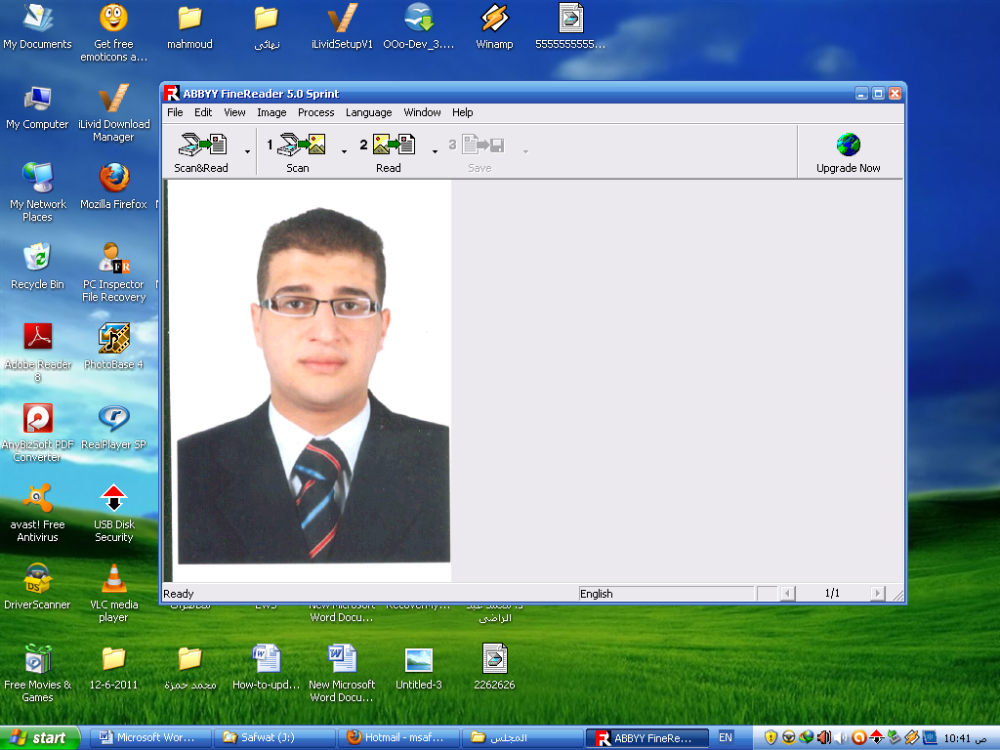 My Documents
Get free
emoticons a...
mahmoud
نهائى
iLividSetupV1
OOo-Dev_3....
Winamp
5555555555...
My Computer
iLivid Download
Manager
My Network
Places
Mozilla Firefox
Recycle Bin
PC Inspector
File Recovery
Adobe Reader
8
PhotoBase 4
AnyBizSoft PDF
Converter
RealPlayer SP
avast! Free
Antivirus
USB Disk
Security
DriverScanner
VLC media
player
ABBYY FineReader 5.0 Sprint
File Edit View Image Process Language Window Help
1 2 3
Scan&Read Scan Read Save Upgrade Now
Ready English 1/1
محاضرات
EWS
New Microsoft
Word Docu...
RecoverMy...
د. محمد عبد
الراضى
Free Movies &
Games
12-6-2011
محمد حمزة
How-to-upd...
New Microsoft
Word Docu...
Untitled-3
2262626
start
Microsoft Wor...
Safwat (J:)
Hotmail - msaf...
المجلس
ABBYY FineRe...
EN
10:41 ص